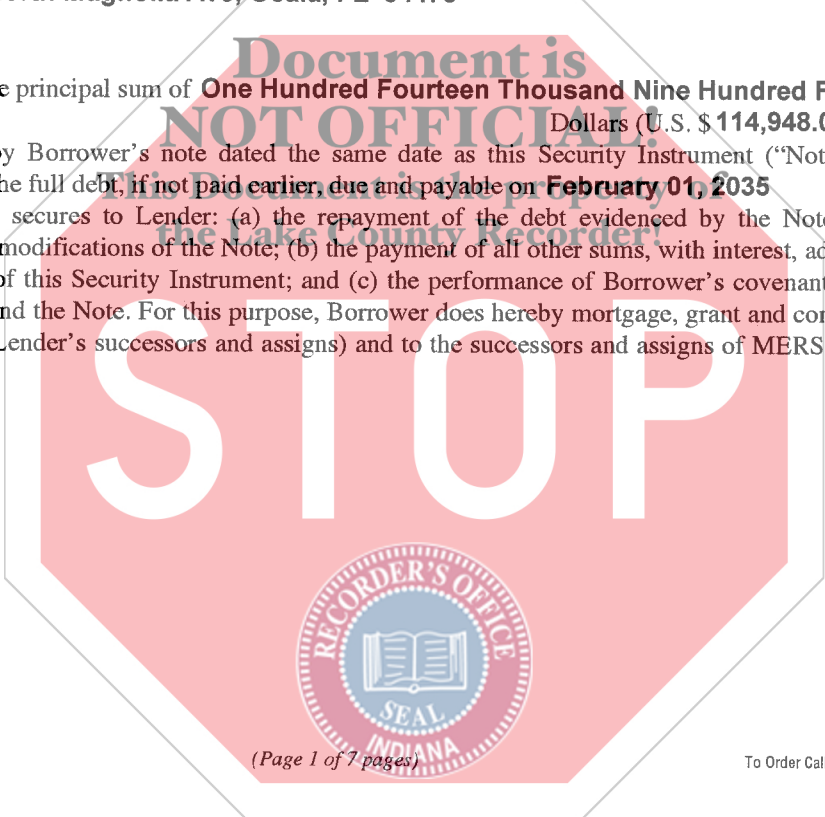 Document is
e principal sum of One Hundred Fourteen Thousand Nine Hundred F
NOT OFFICIAL!
Dollars (U.S. $ 114,948.0
y Borrower's note dated the same date as this Security Instrument (“Not
he full debt, if not paid earlier, due and payable on February 01, 2035
This Document is the property of
secures to Lender: (a) the repayment of the debt evidenced by the Note
the Lake County Recorder!
modifications of the Note; (b) the payment of all other sums, with interest, ad
of this Security Instrument; and (c) the performance of Borrower's covenant
nd the Note. For this purpose, Borrower does hereby mortgage, grant and con
Lender's successors and assigns) and to the successors and assigns of MERS
STOP
RECORDER'S OFFICE
SEAL
INDIANA
(Page 1 of 7 pages)
To Order Cal